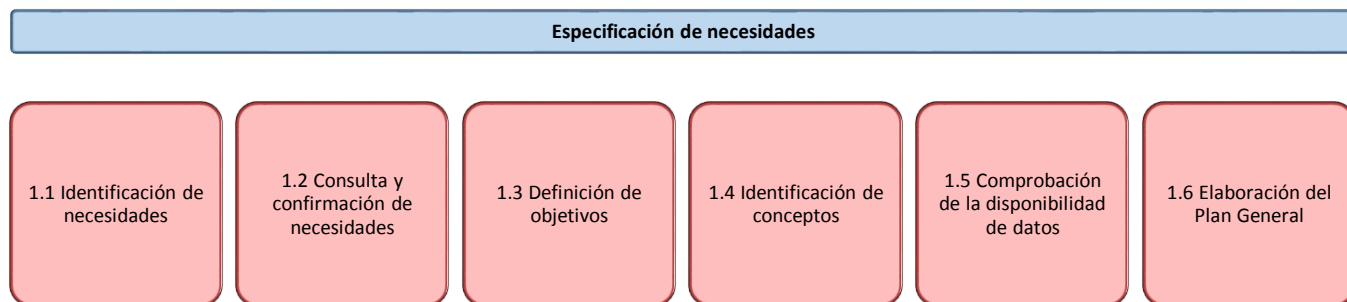 Especificación de necesidades
1.1 Identificación de
necesidades
1.2 Consulta y
confirmación de
necesidades
1.3 Definición de
objetivos
1.4 Identificación de
conceptos
1.5 Comprobación
de la disponibilidad
de datos
1.6 Elaboración del
Plan General